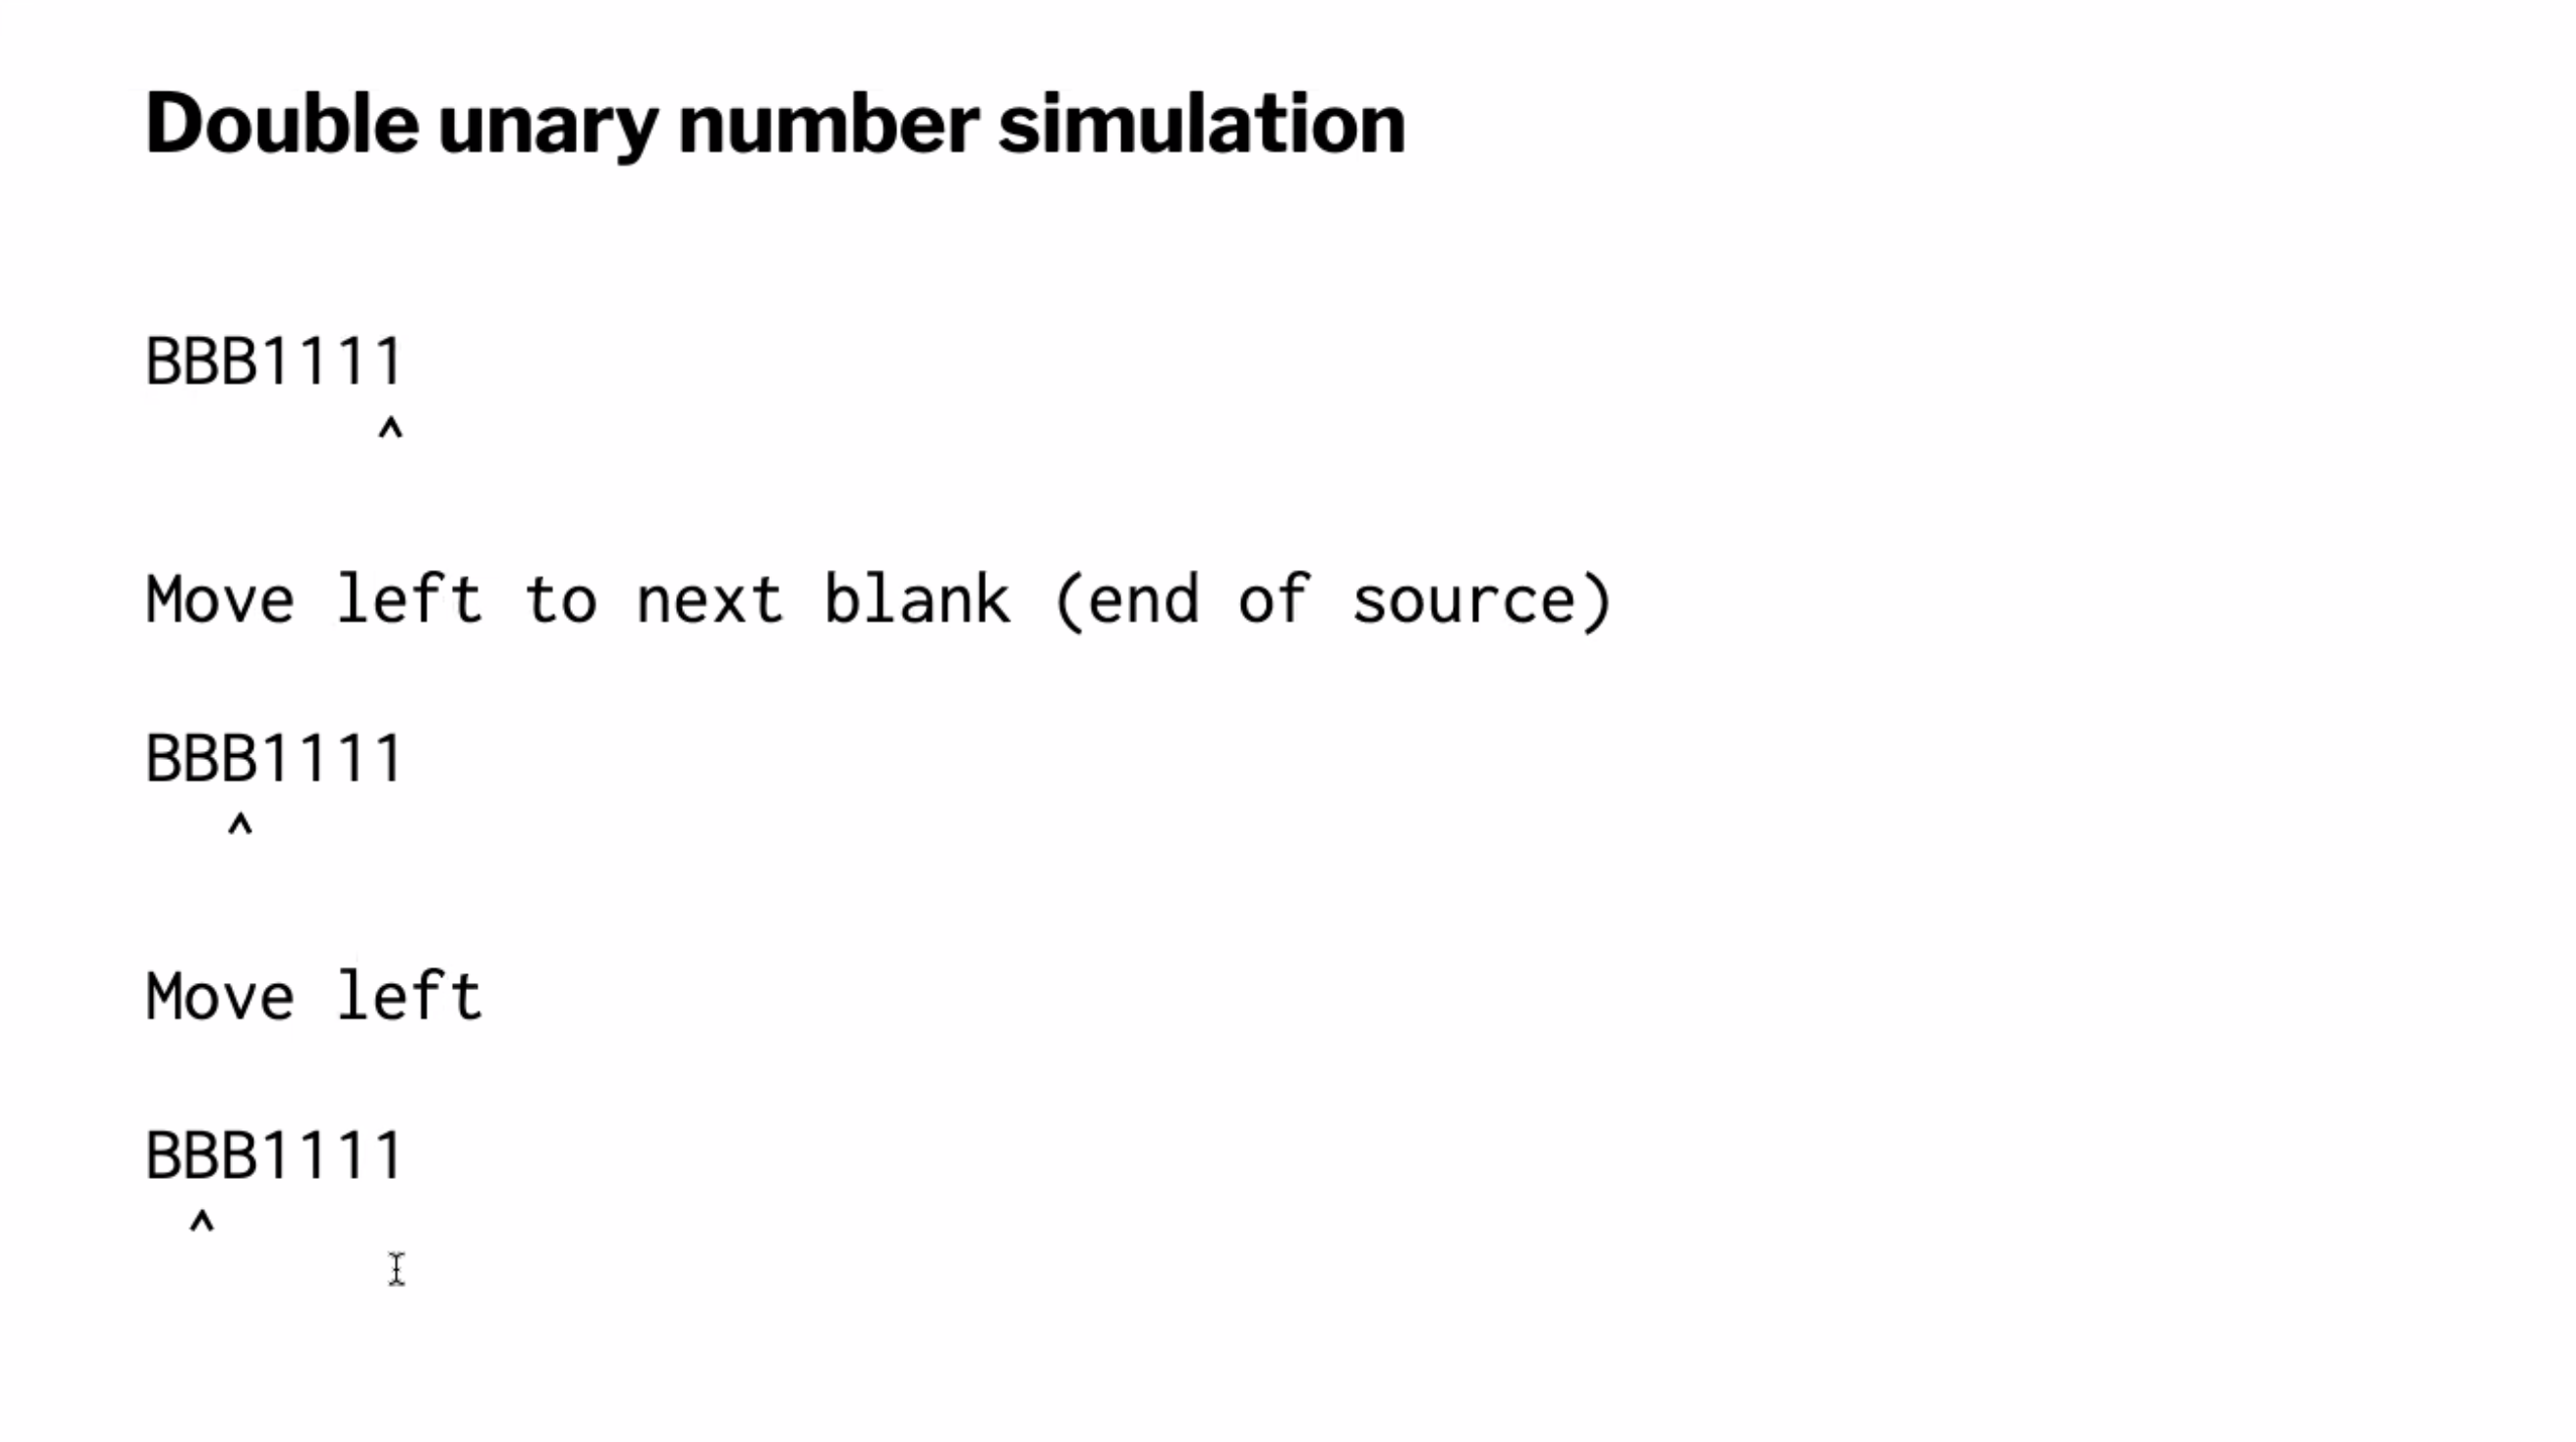 Double unary number simulation
BBB1111
^
Move left to next blank (end of source)
BBB1111
^
Move left
BBB1111
^